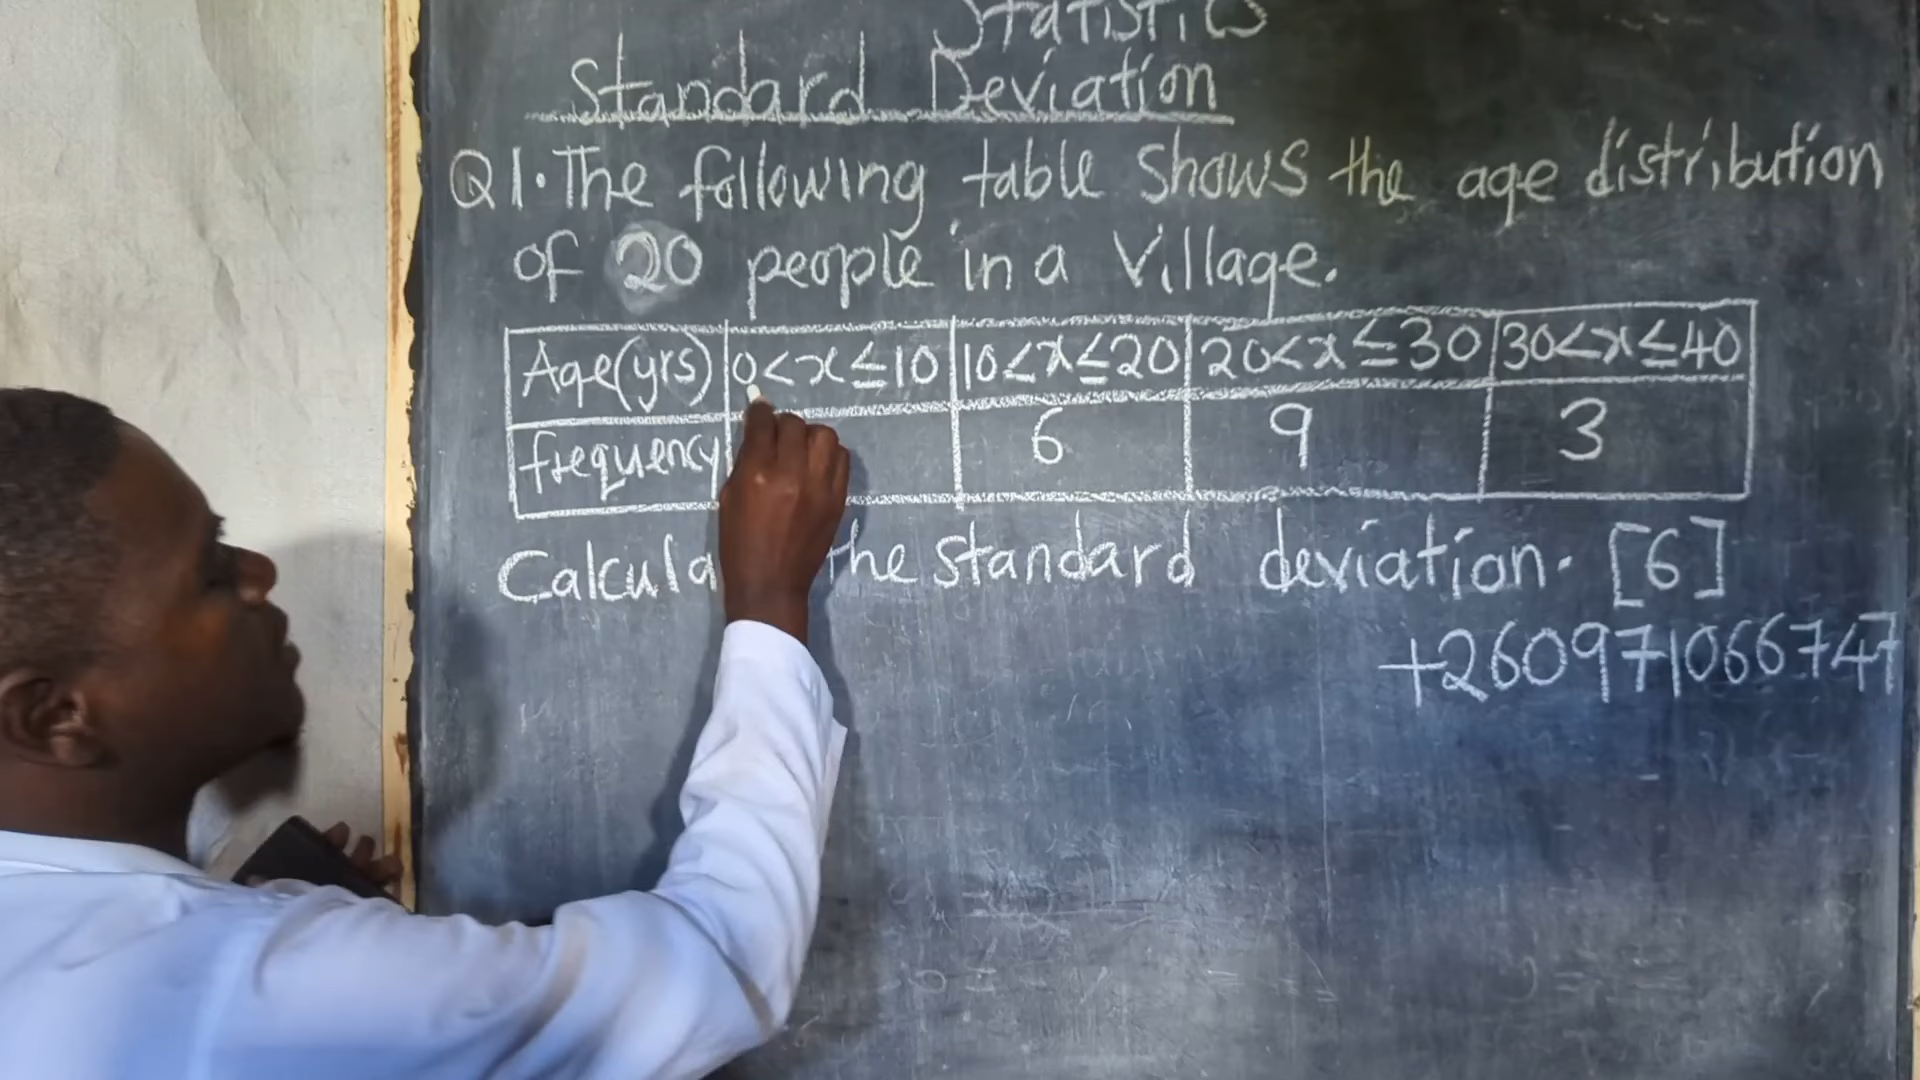 Statistics
Standard Deviation
Q1. The following table shows the age distribution
of 20 people in a village.
Age(yrs) 0<x≤10 10<x≤20 20<x≤30 30<x≤40
frequency 6 9 3
Calcula the standard deviation. [6]
+260971066747